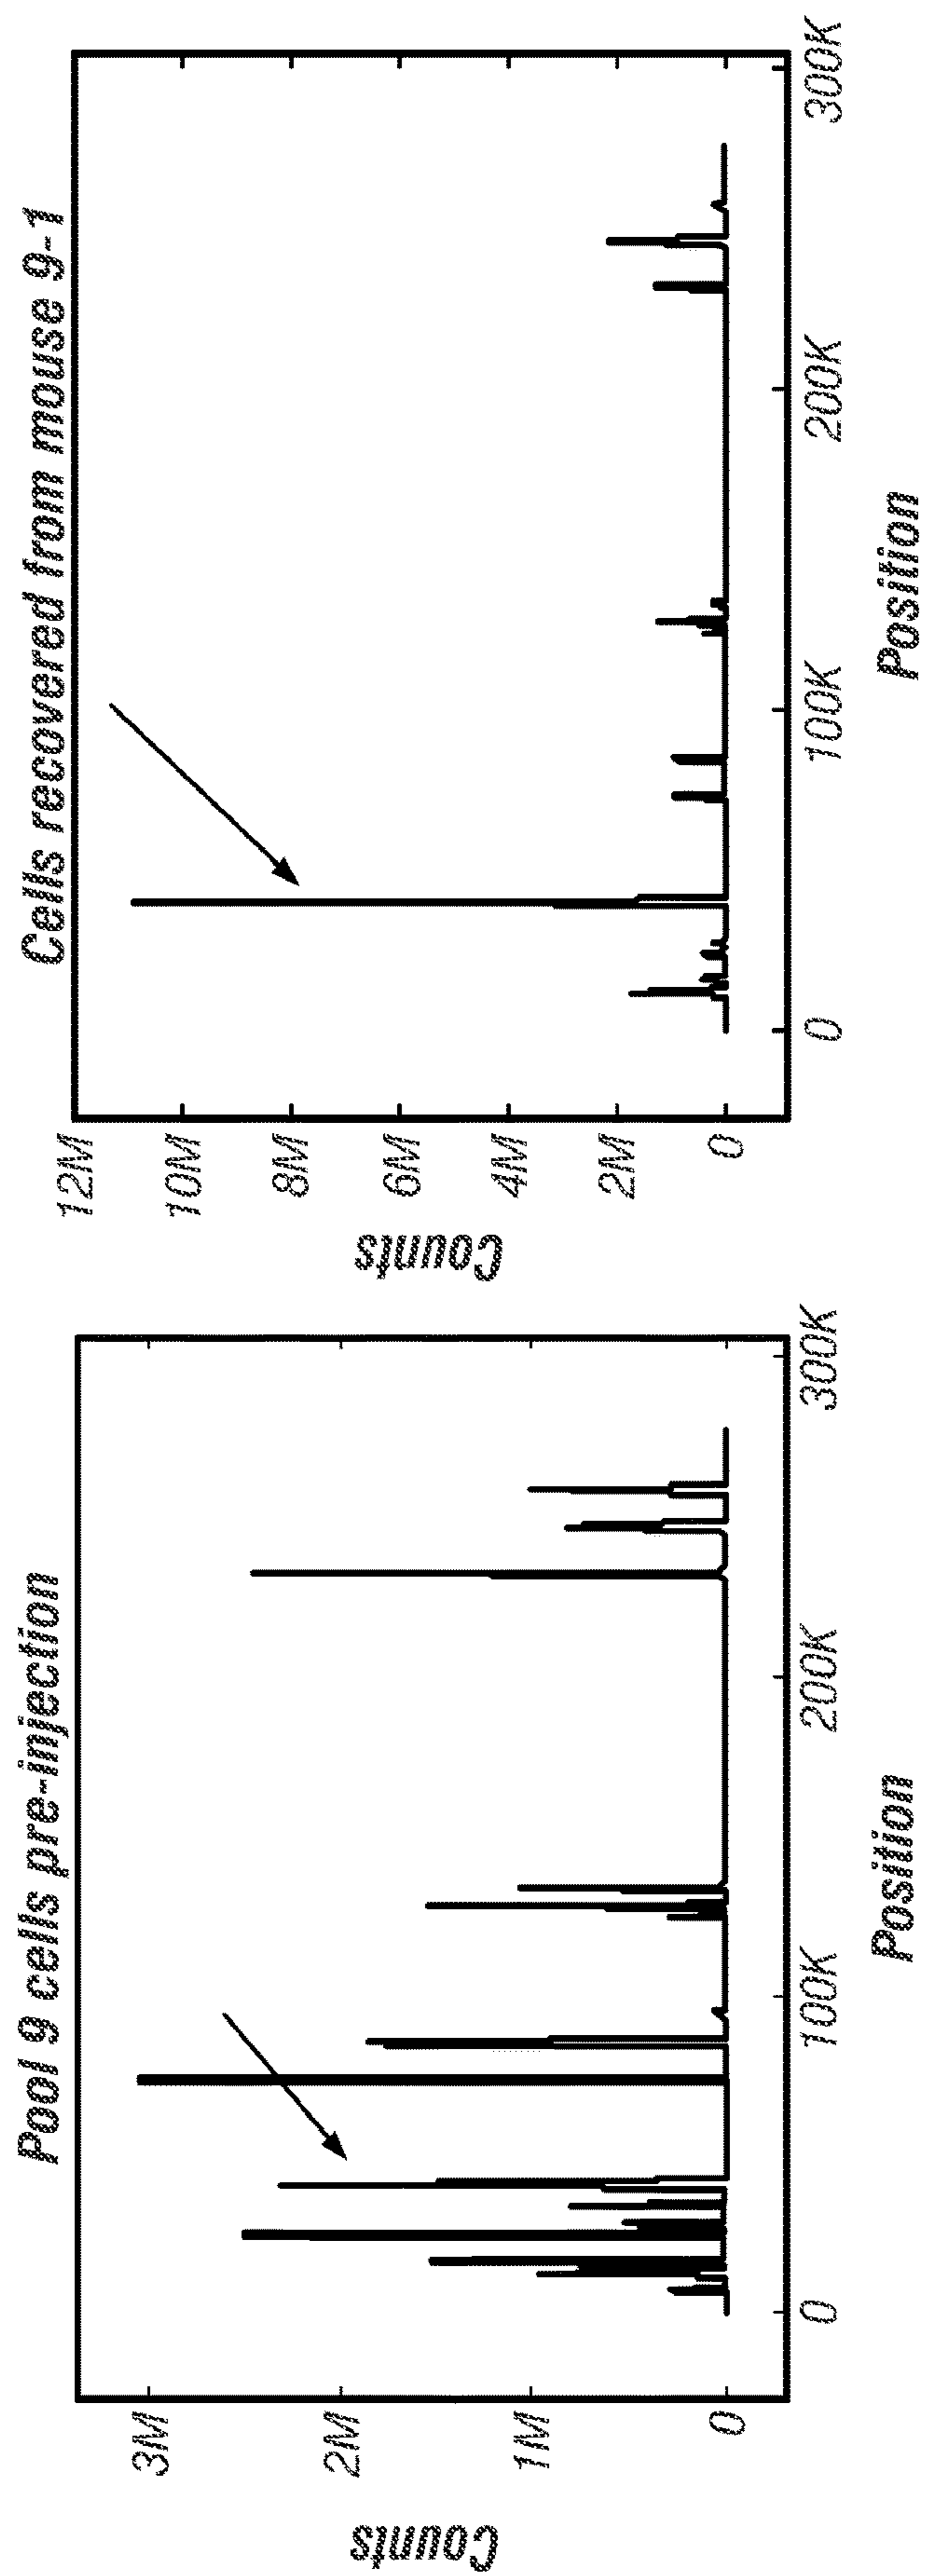 Pool 9 cells pre-injection
Counts
3M
2M
1M
0
0
100K
200K
300K
Position
Cells recovered from mouse 9-1
Counts
12M
10M
8M
6M
4M
2M
0
0
100K
200K
300K
Position